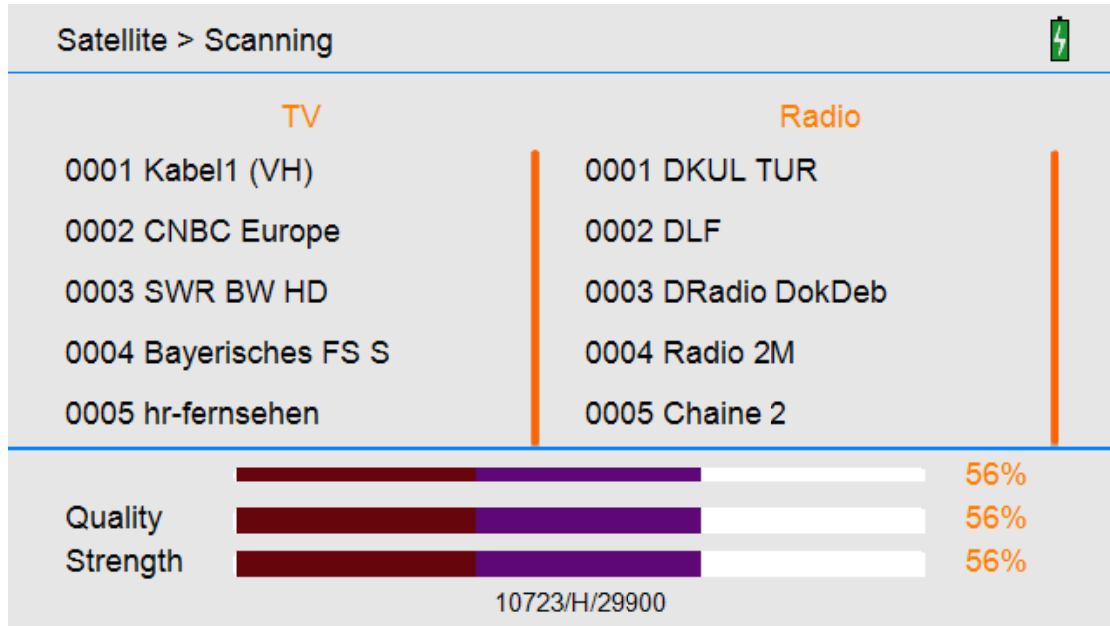 Satellite > Scanning
TV
0001 Kabel1 (VH)
0002 CNBC Europe
0003 SWR BW HD
0004 Bayerisches FS S
0005 hr-fernsehen
Radio
0001 DKUL TUR
0002 DLF
0003 DRadio DokDeb
0004 Radio 2M
0005 Chaine 2
56%
Quality 56%
Strength 56%
10723/H/29900